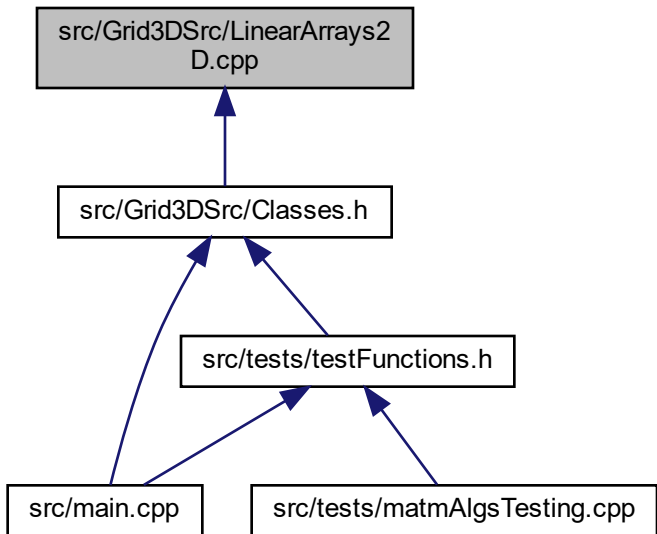 src/Grid3DSrc/LinearArrays2
D.cpp
src/Grid3DSrc/Classes.h
src/tests/testFunctions.h
src/main.cpp
src/tests/matmAlgsTesting.cpp